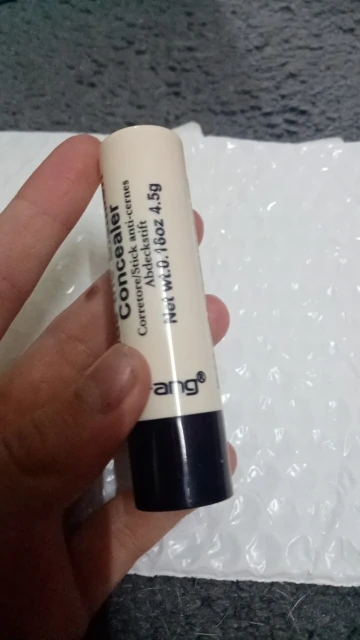 Concealer
Corretore/Stick anti-cernes
Abdeckstift
Net wt.0.16oz 4.5g
ang®